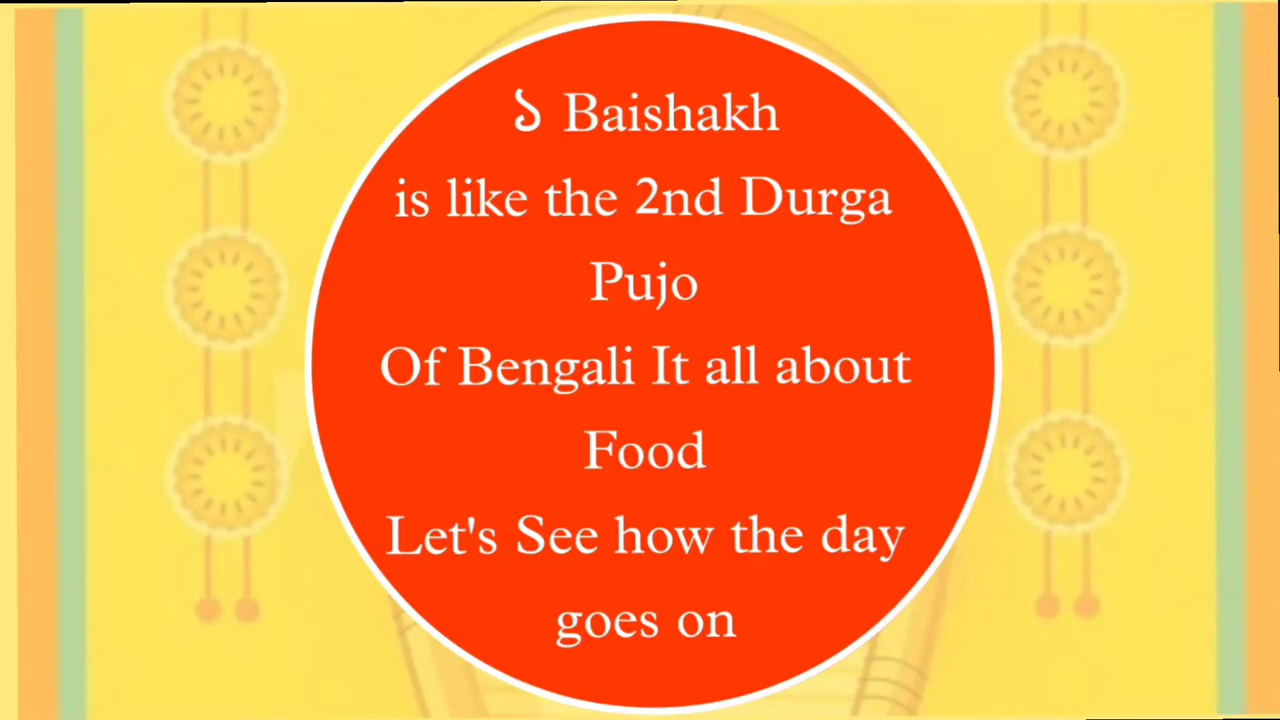 ১ Baishakh
is like the 2nd Durga
Pujo
Of Bengali It all about
Food
Let's See how the day
goes on